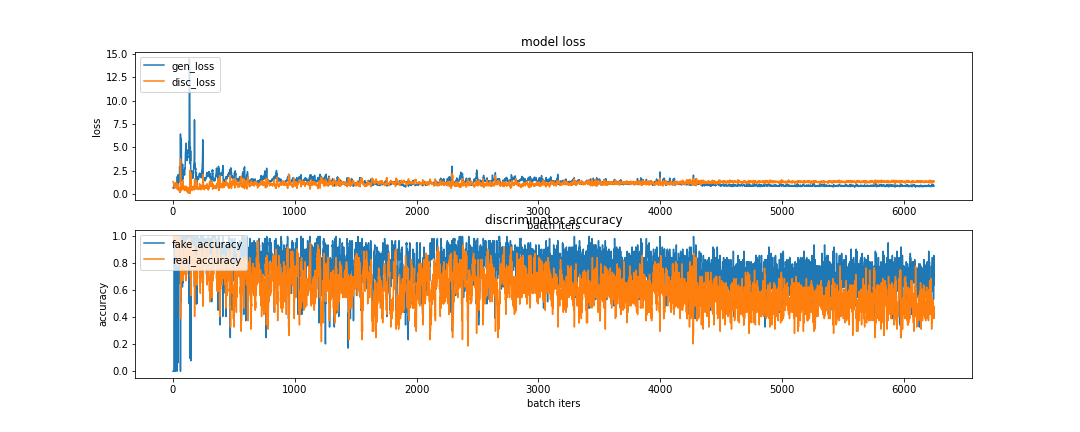 model loss
15.0
12.5
10.0
7.5
5.0
2.5
0.0
loss
gen_loss
disc_loss
0 1000 2000 3000 4000 5000 6000
batch iters
discriminator accuracy
1.0
0.8
0.6
0.4
0.2
0.0
accuracy
fake_accuracy
real_accuracy
0 1000 2000 3000 4000 5000 6000
batch iters